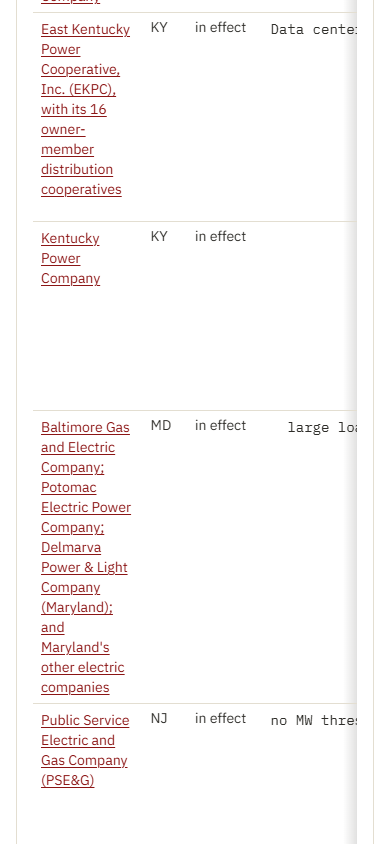 Company
East Kentucky KY in effect Data center
Power
Cooperative,
Inc. (EKPC),
with its 16
owner-
member
distribution
cooperatives
Kentucky KY in effect
Power
Company
Baltimore Gas MD in effect large
and Electric
Company;
Potomac
Electric Power
Company;
Delmarva
Power & Light
Company
(Maryland);
and
Maryland's
other electric
companies
Public Service NJ in effect no MW
Electric and
Gas Company
(PSE&G)